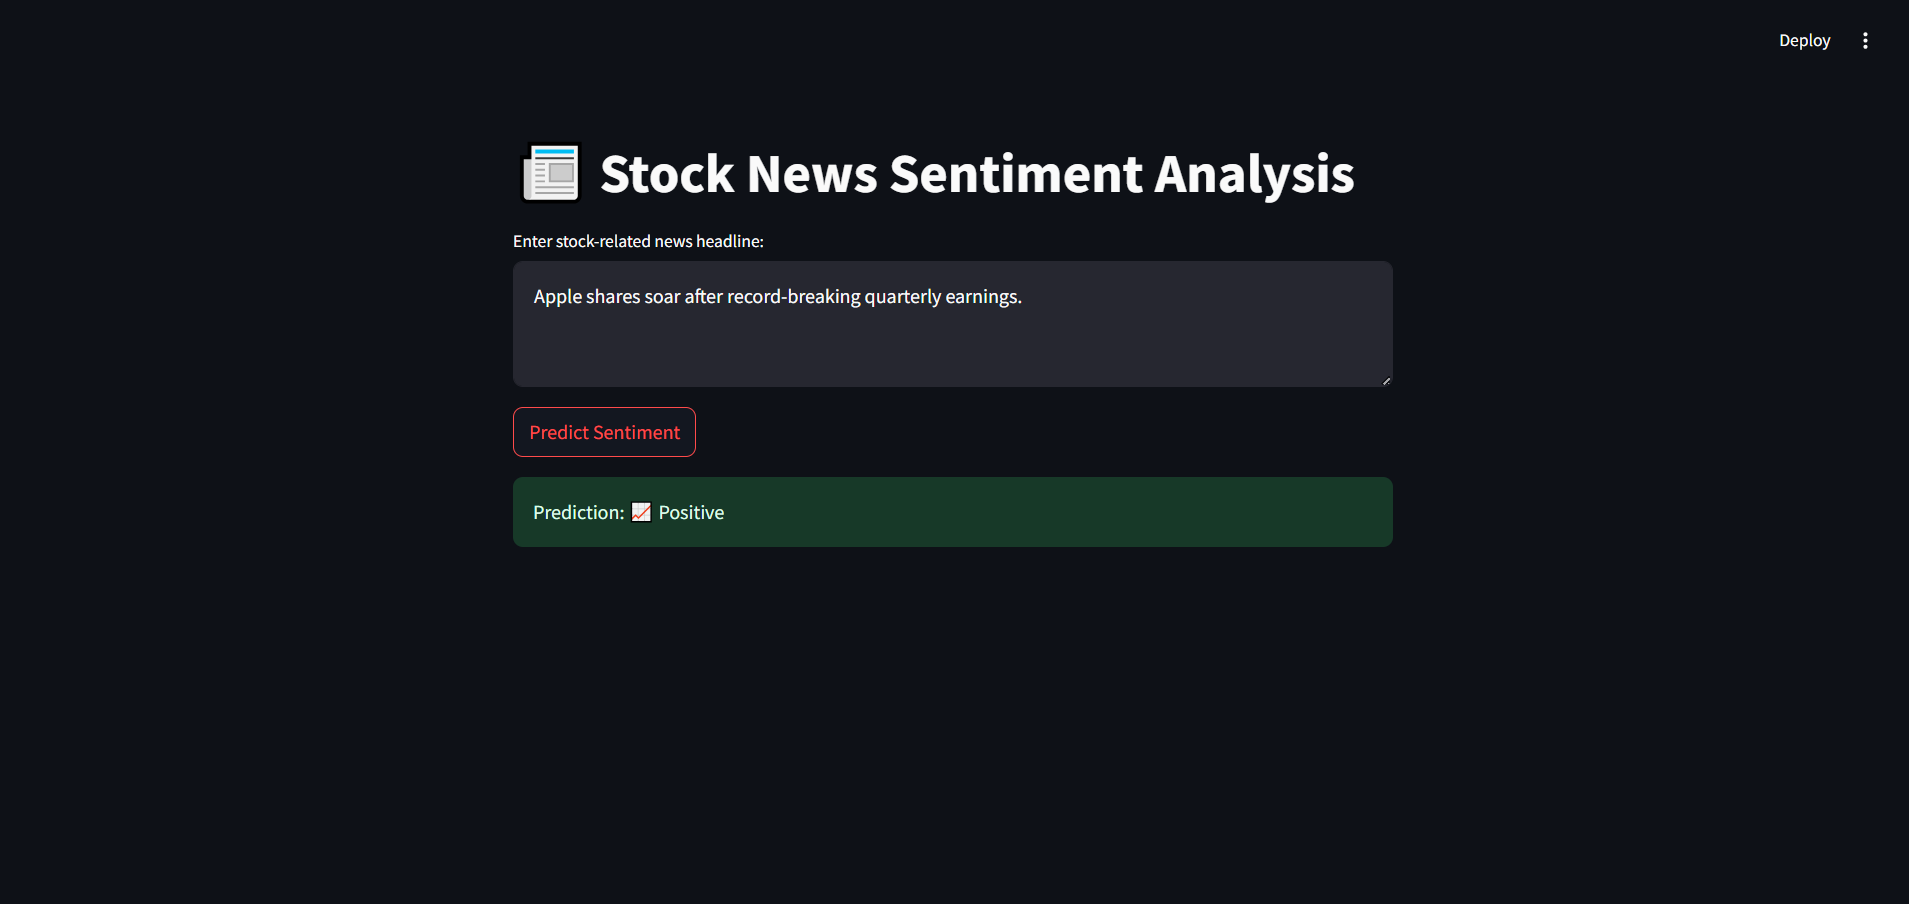 Deploy
Stock News Sentiment Analysis
Enter stock-related news headline:
Apple shares soar after record-breaking quarterly earnings.
Predict Sentiment
Prediction: 📈 Positive